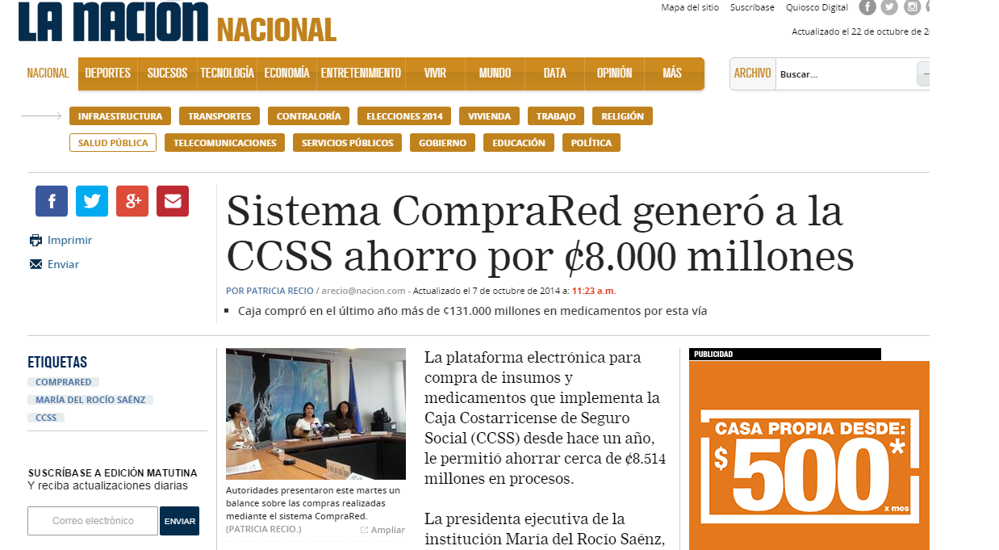 LA NACIÓN NACIONAL
Mapa del sitio Suscríbase Quiosco Digital
Actualizado el 22 de octubre de
NACIONAL DEPORTES SUCESOS TECNOLOGÍA ECONOMÍA ENTRETENIMIENTO VIVIR MUNDO DATA OPINIÓN MÁS
ARCHIVO Buscar...
INFRAESTRUCTURA TRANSPORTES CONTRALORÍA ELECCIONES 2014 VIVIENDA TRABAJO RELIGIÓN
SALUD PÚBLICA TELECOMUNICACIONES SERVICIOS PÚBLICOS GOBIERNO EDUCACIÓN POLÍTICA
Imprimir
Enviar
Sistema CompraRed generó a la
CCSS ahorro por ₡8.000 millones
POR PATRICIA RECIO / arecio@nacion.com - Actualizado el 7 de octubre de 2014 a: 11:23 a.m.
Caja compró en el último año más de ¢131.000 millones en medicamentos por esta vía
ETIQUETAS
COMPRARED
MARÍA DEL ROCÍO SAÉNZ
CCSS
SUSCRÍBASE A EDICIÓN MATUTINA
Y reciba actualizaciones diarias
Correo electrónico ENVIAR
Autoridades presentaron este martes un
balance sobre las compras realizadas
mediante el sistema CompraRed.
(PATRICIA RECIO.) Ampliar
La plataforma electrónica para
compra de insumos y
medicamentos que implementa la
Caja Costarricense de Seguro
Social (CCSS) desde hace un año,
le permitió ahorrar cerca de ₡8.514
millones en procesos.
La presidenta ejecutiva de la
institución María del Rocío Saénz,
PUBLICIDAD
CASA PROPIA DESDE:
$500*
x mes